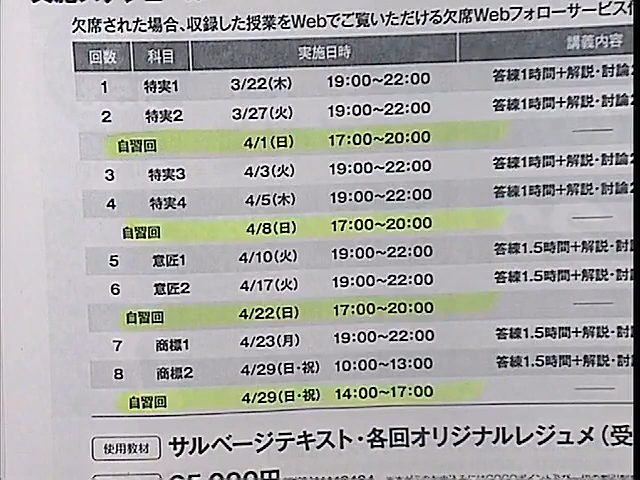 欠席された場合、収録した授業をWebでご覧いただける欠席Webフォローサービス
回数 科目 実施日時 講義内容
1 特実1 3/22(木) 19:00~22:00 答練1時間+解説・討論
2 特実2 3/27(火) 19:00~22:00 答練1時間+解説・討論
自習回 4/1(日) 17:00~20:00 ——
3 特実3 4/3(火) 19:00~22:00 答練1時間+解説・討論
4 特実4 4/5(木) 19:00~22:00 答練1時間+解説・討論
自習回 4/8(日) 17:00~20:00 ——
5 意匠1 4/10(火) 19:00~22:00 答練1.5時間+解説・討
6 意匠2 4/17(火) 19:00~22:00 答練1.5時間+解説・討
自習回 4/22(日) 17:00~20:00 ——
7 商標1 4/23(月) 19:00~22:00 答練1.5時間+解説・討
8 商標2 4/29(日・祝) 10:00~13:00 答練1.5時間+解説・討
自習回 4/29(日・祝) 14:00~17:00 ——
使用教材 サルベージテキスト・各回オリジナルレジュメ(受